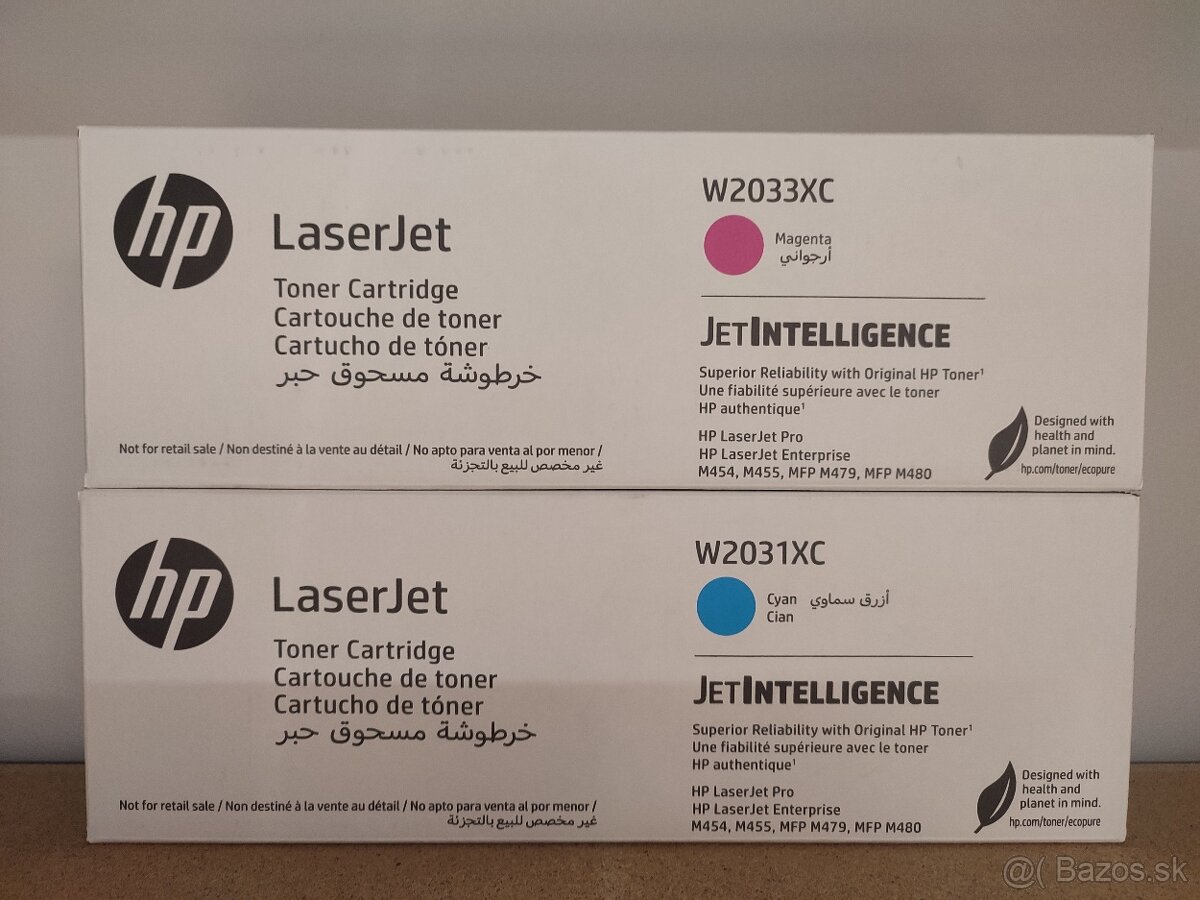 hp
LaserJet
Toner Cartridge
Cartouche de toner
Cartucho de tóner
خرطوشة مسحوق حبر
Not for retail sale / Non destiné à la vente au détail / No apto para venta al por menor /
غير مخصص للبيع بالتجزئة
W2033XC
Magenta
أرجواني
JETINTELLIGENCE
Superior Reliability with Original HP Toner¹
Une fiabilité supérieure avec le toner
HP authentique¹
HP LaserJet Pro
HP LaserJet Enterprise
M454, M455, MFP M479, MFP M480
Designed with
health and
planet in mind.
hp.com/toner/ecopure
hp
LaserJet
Toner Cartridge
Cartouche de toner
Cartucho de tóner
خرطوشة مسحوق حبر
Not for retail sale / Non destiné à la vente au détail / No apto para venta al por menor /
غير مخصص للبيع بالتجزئة
W2031XC
Cyan أزرق سماوي
Cian
JETINTELLIGENCE
Superior Reliability with Original HP Toner¹
Une fiabilité supérieure avec le toner
HP authentique¹
HP LaserJet Pro
HP LaserJet Enterprise
M454, M455, MFP M479, MFP M480
Designed with
health and
planet in mind.
hp.com/toner/ecopure
@( Bazos.sk